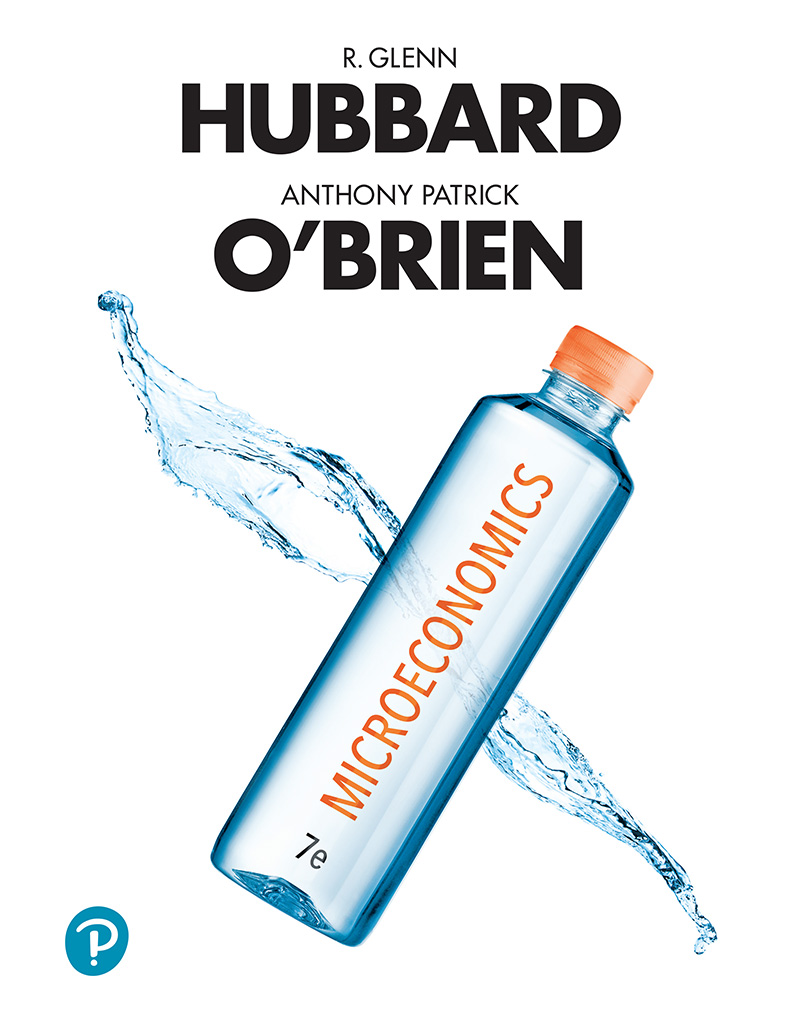 R. GLENN
HUBBARD
ANTHONY PATRICK
O’BRIEN
MICROECONOMICS
7e
P